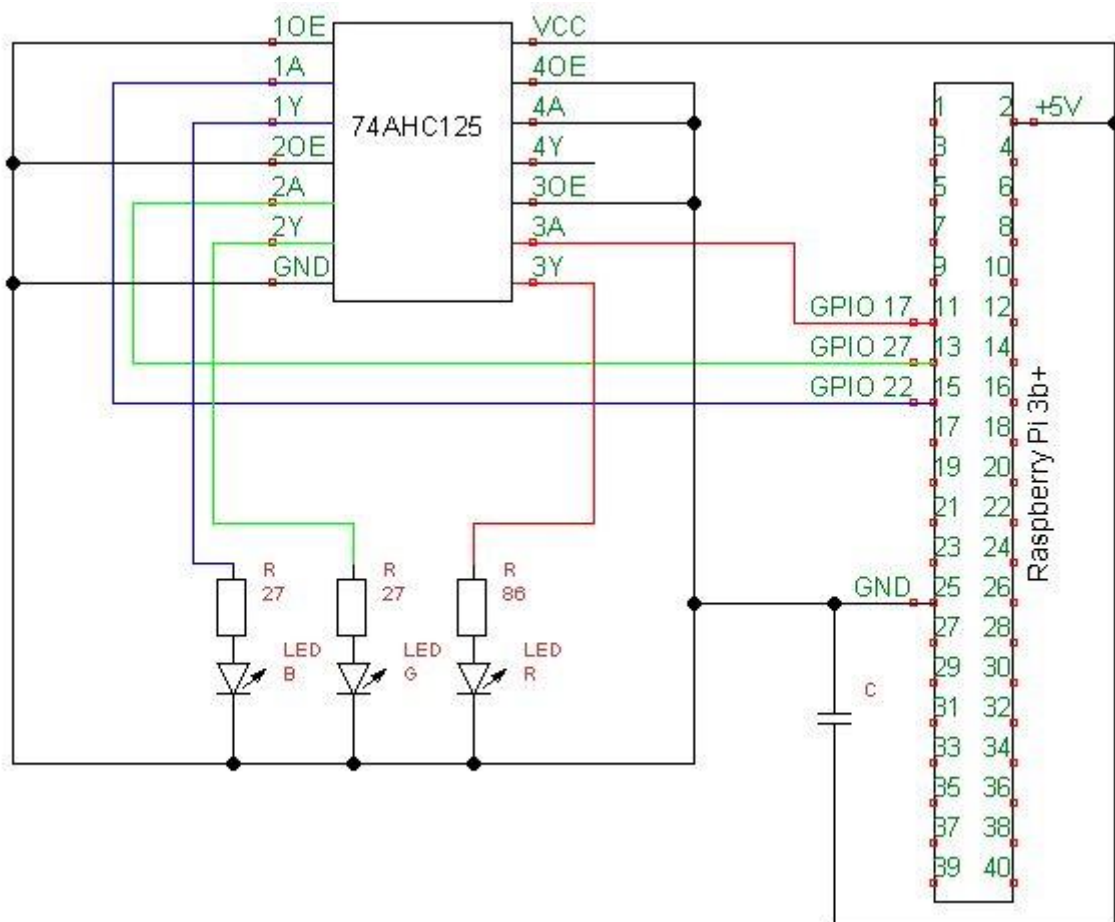 1OE
1A
1Y
2OE
2A
2Y
GND
74AHC125
VCC
4OE
4A
4Y
3OE
3A
3Y
1 2 +5V
3 4
5 6
7 8
9 10
GPIO 17 11 12
GPIO 27 13 14
GPIO 22 15 16
17 18
19 20
21 22
23 24
GND 25 26
27 28
29 30
31 32
33 34
35 36
37 38
39 40
Raspberry Pi 3b+
R
27
R
27
R
86
LED
B
LED
G
LED
R
C